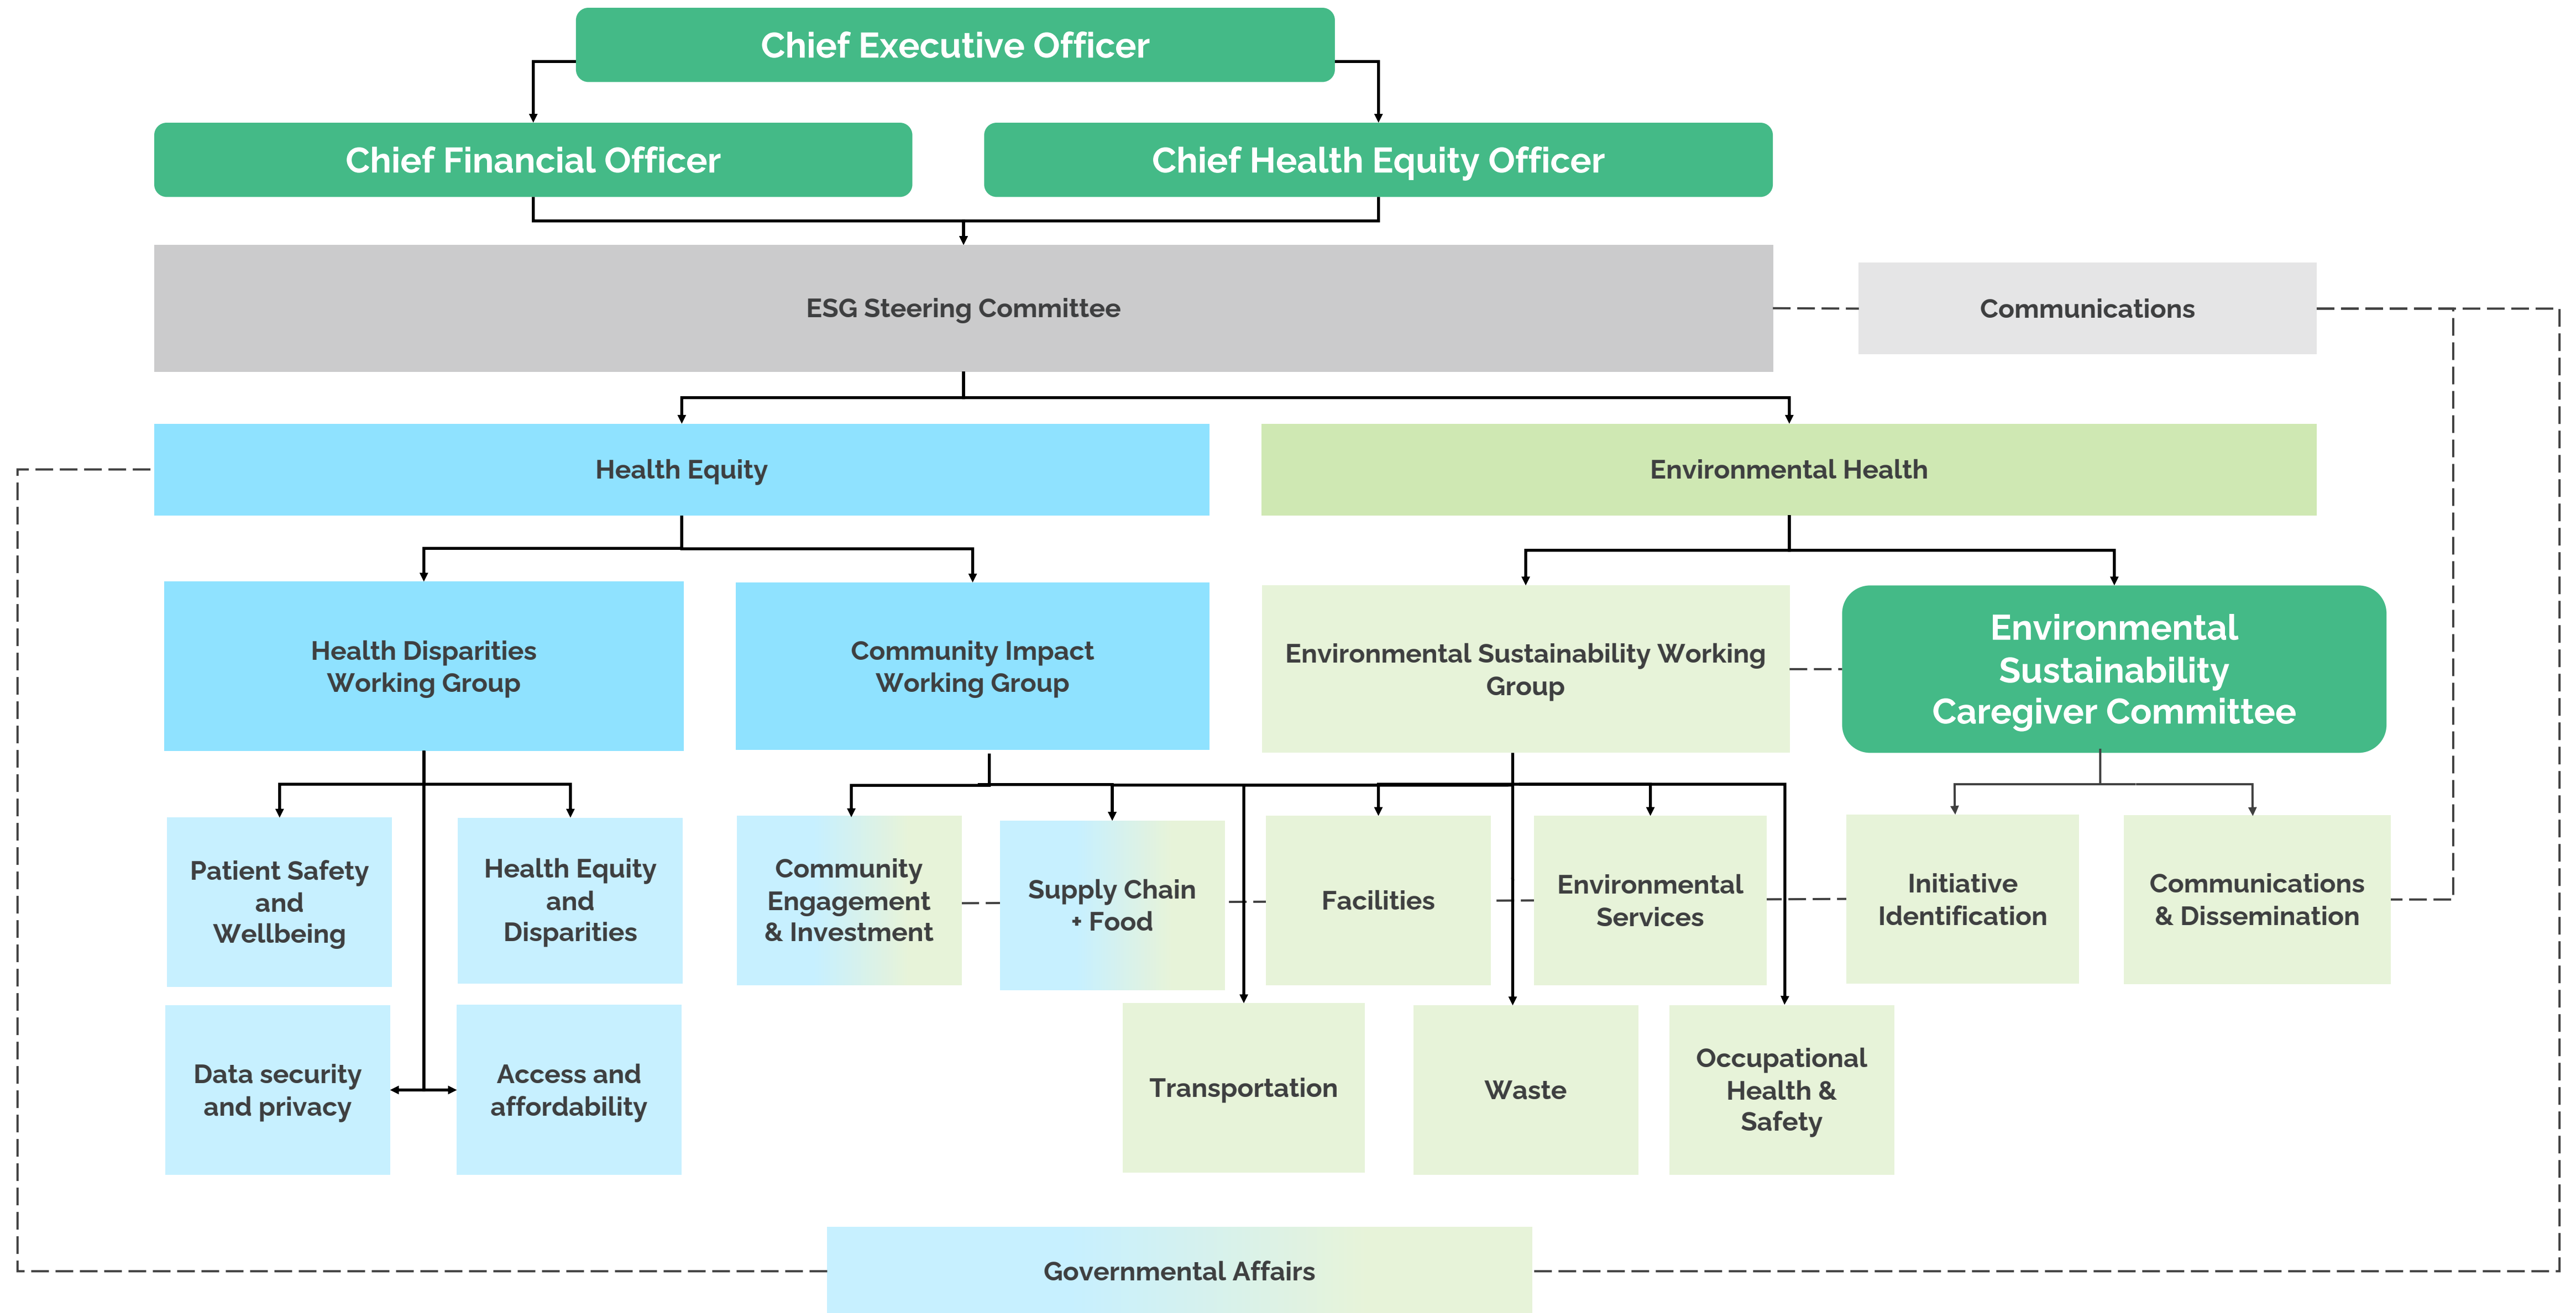 Chief Executive Officer
Chief Financial Officer
Chief Health Equity Officer
ESG Steering Committee
Communications
Health Equity
Environmental Health
Health Disparities
Working Group
Community Impact
Working Group
Environmental Sustainability Working
Group
Environmental
Sustainability
Caregiver Committee
Patient Safety
and
Wellbeing
Health Equity
and
Disparities
Community
Engagement
& Investment
Supply Chain
+ Food
Facilities
Environmental
Services
Initiative
Identification
Communications
& Dissemination
Data security
and privacy
Access and
affordability
Transportation
Waste
Occupational
Health &
Safety
Governmental Affairs